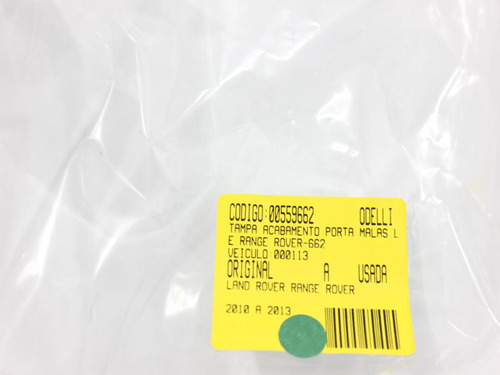 CODIGO:00559662 ODELLI
TAMPA ACABAMENTO PORTA MALAS L
E RANGE ROVER-662
VEICULO:000113
ORIGINAL A USADA
LAND ROVER RANGE ROVER
2010 A 2013